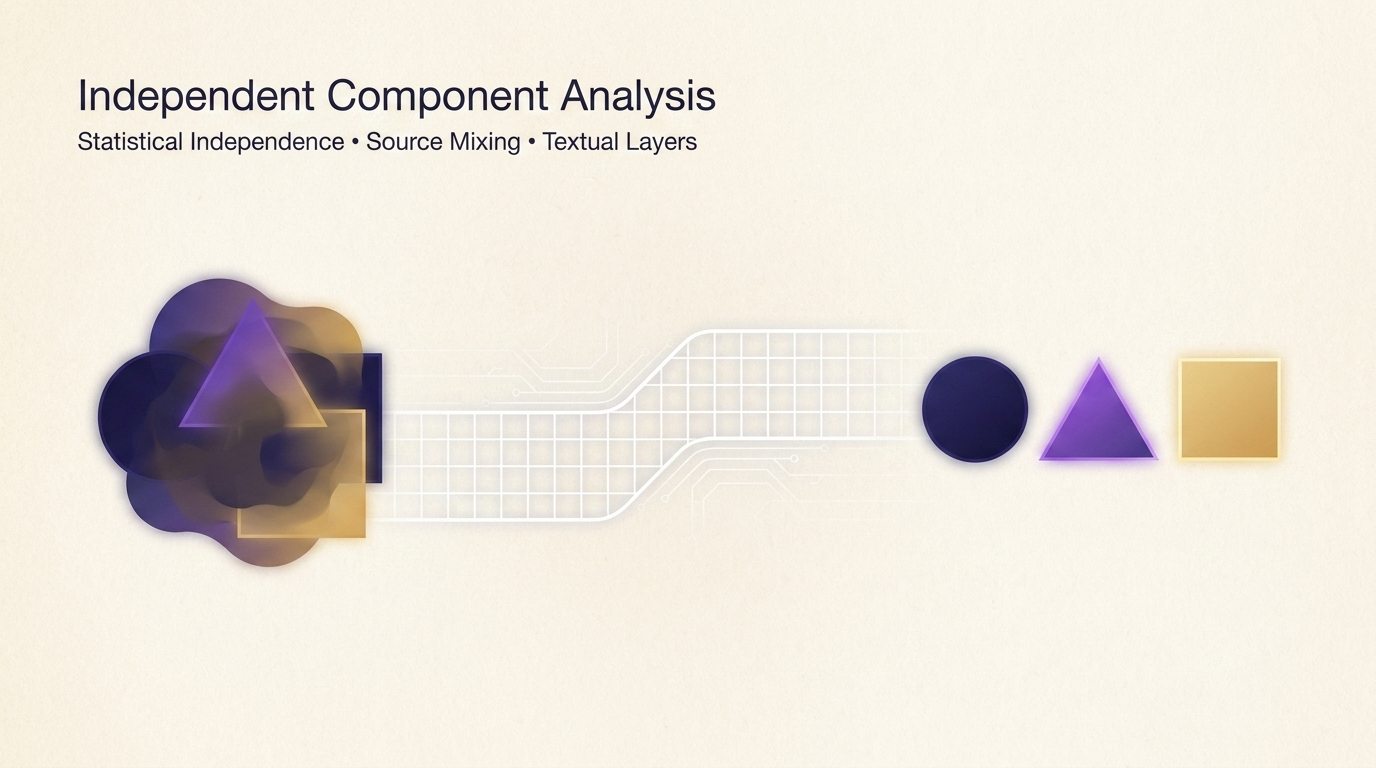 Independent Component Analysis
Statistical Independence • Source Mixing • Textual Layers